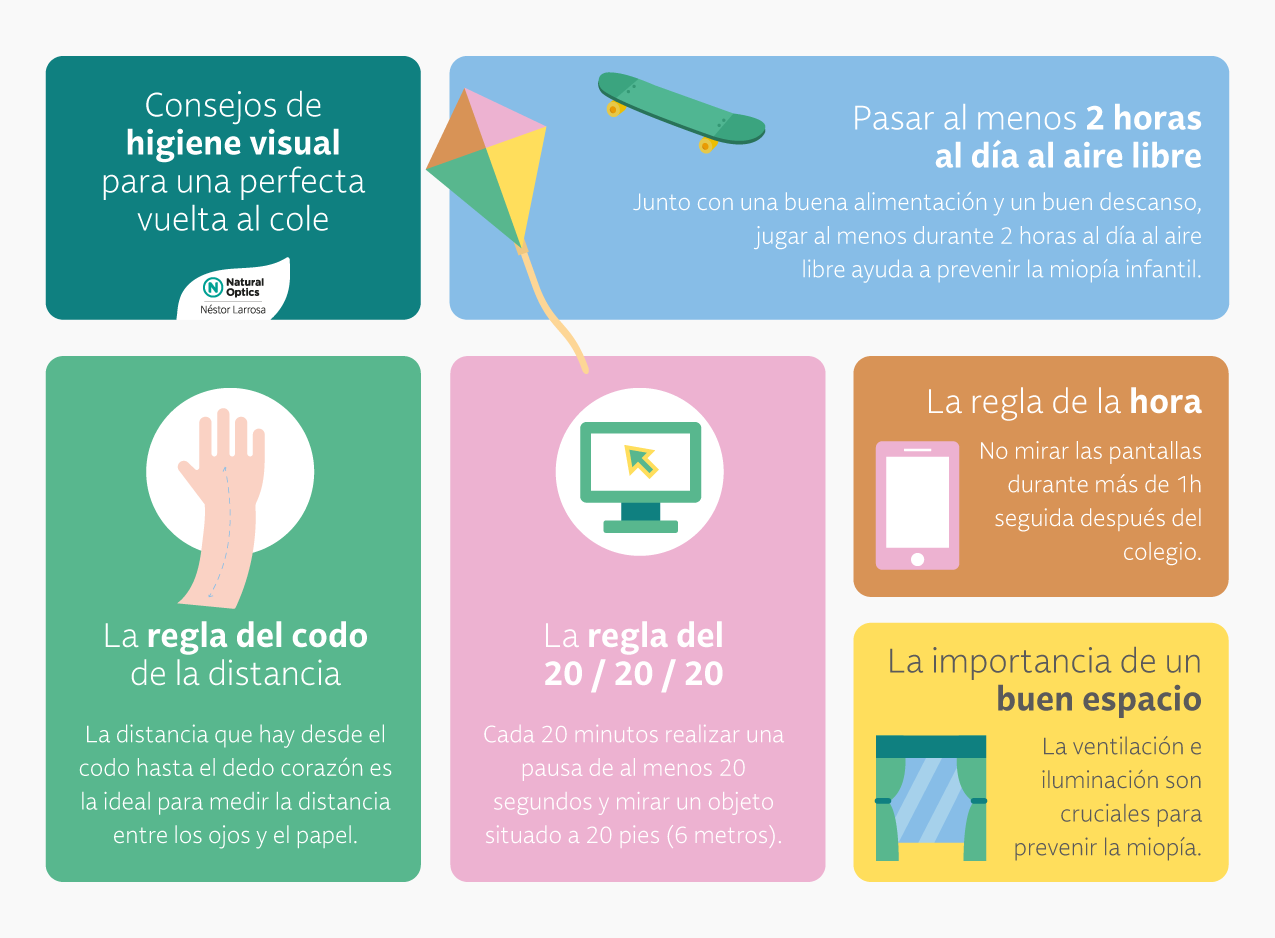 Consejos de
higiene visual
para una perfecta
vuelta al cole
N
Natural
Optics
Néstor Larrosa
Pasar al menos 2 horas
al día al aire libre
Junto con una buena alimentación y un buen descanso,
jugar al menos durante 2 horas al día al aire
libre ayuda a prevenir la miopía infantil.
La regla del codo
de la distancia
La distancia que hay desde el
codo hasta el dedo corazón es
la ideal para medir la distancia
entre los ojos y el papel.
La regla del
20 / 20 / 20
Cada 20 minutos realizar una
pausa de al menos 20
segundos y mirar un objeto
situado a 20 pies (6 metros).
La regla de la hora
No mirar las pantallas
durante más de 1h
seguida después del
colegio.
La importancia de un
buen espacio
La ventilación e
iluminación son
cruciales para
prevenir la miopía.